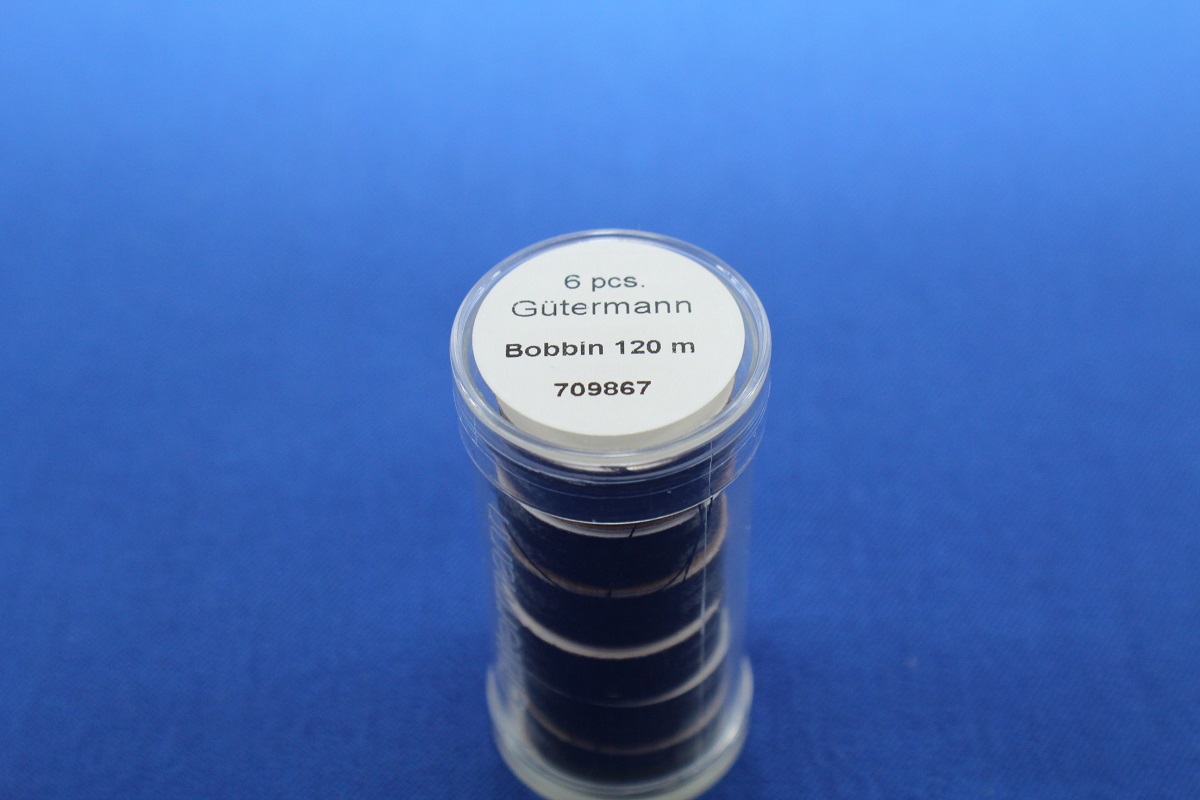 6 pcs.
Gütermann
Bobbin 120 m
709867